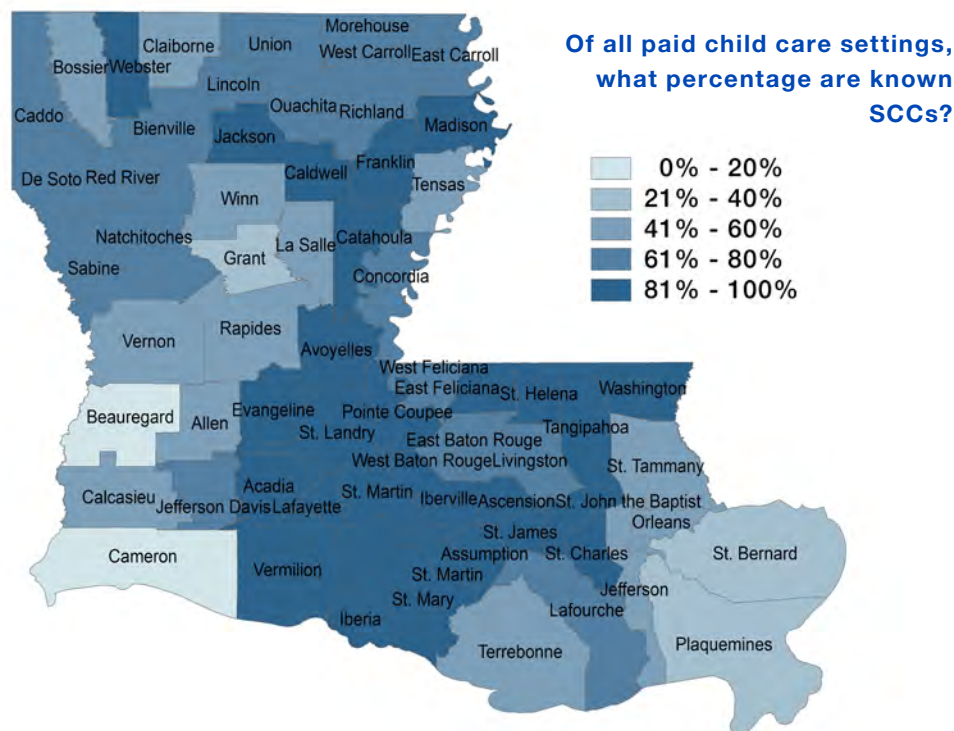 Of all paid child care settings,
what percentage are known
SCCs?
0% - 20%
21% - 40%
41% - 60%
61% - 80%
81% - 100%
Morehouse
Claiborne
Union
West Carroll
East Carroll
Bossier
Webster
Lincoln
Caddo
Ouachita
Richland
Bienville
Jackson
Madison
Franklin
Caldwell
De Soto
Red River
Tensas
Winn
Natchitoches
La Salle
Catahoula
Grant
Sabine
Concordia
Rapides
Vernon
Avoyelles
West Feliciana
East Feliciana
St. Helena
Washington
Beauregard
Allen
Evangeline
Pointe Coupee
St. Landry
Tangipahoa
East Baton Rouge
West Baton Rouge
Livingston
St. Tammany
Calcasieu
Acadia
Jefferson Davis
Lafayette
St. Martin
Iberville
Ascension
St. John the Baptist
Orleans
St. James
Cameron
Assumption
St. Charles
St. Bernard
Vermilion
St. Martin
Jefferson
St. Mary
Lafourche
Iberia
Terrebonne
Plaquemines